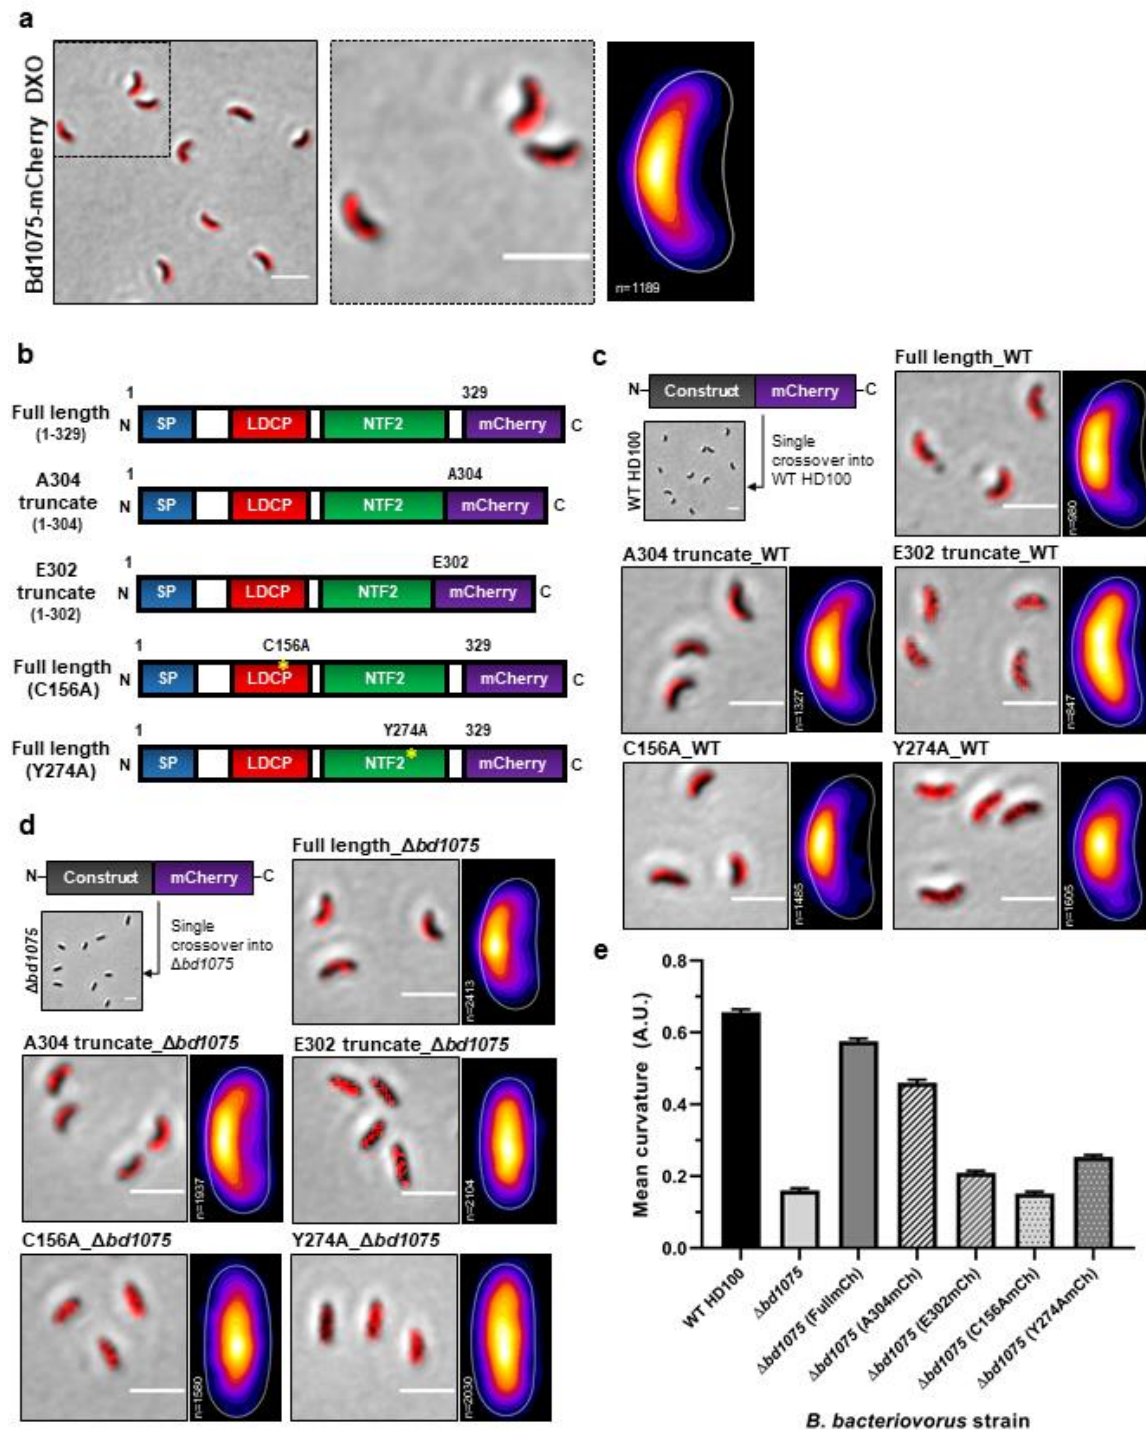 a
Bd1075-mCherry DXO
n=1189
b
1 329
Full length
(1-329)
N SP LDCP NTF2 mCherry C
1 A304
A304
truncate
(1-304)
N SP LDCP NTF2 mCherry C
1 E302
E302
truncate
(1-302)
N SP LDCP NTF2 mCherry C
1 C156A 329
Full length
(C156A)
N SP LDCP NTF2 mCherry C
*
Y274A
1 329
Full length
(Y274A)
N SP LDCP NTF2 mCherry C
*
c
N Construct mCherry C
WT HD100
Single
crossover into
WT HD100
Full length_WT
n=980
A304 truncate_WT
n=1327
E302 truncate_WT
n=847
C156A_WT
n=1485
Y274A_WT
n=1605
d
N Construct mCherry C
Δbd1075
Single
crossover into
Δbd1075
Full length_Δbd1075
n=2413
A304 truncate_Δbd1075
n=1937
E302 truncate_Δbd1075
n=2104
C156A_Δbd1075
n=1580
Y274A_Δbd1075
n=2030
e
Mean curvature (A.U.)
0.8
0.6
0.4
0.2
0.0
WT HD100
Δbd1075
Δbd1075 (FullmCh)
Δbd1075 (A304mCh)
Δbd1075 (E302mCh)
Δbd1075 (C156AmCh)
Δbd1075 (Y274AmCh)
B. bacteriovorus strain